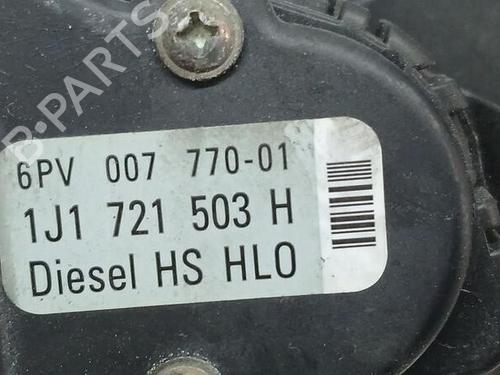 B-PARTS
6PV 007 770-01
1J1 721 503 H
Diesel HS HLO